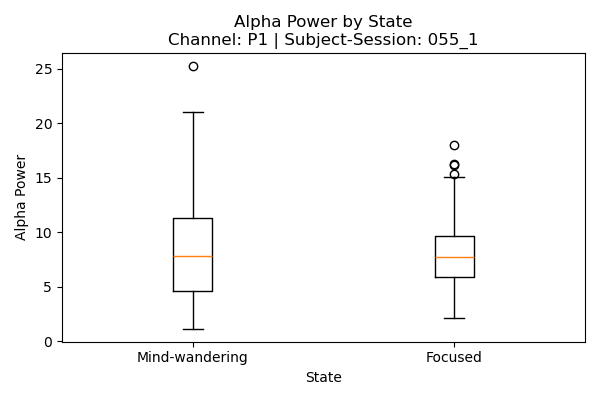 Alpha Power by State
Channel: P1 | Subject-Session: 055_1
25
20
15
10
5
0
Alpha Power
Mind-wandering
Focused
State